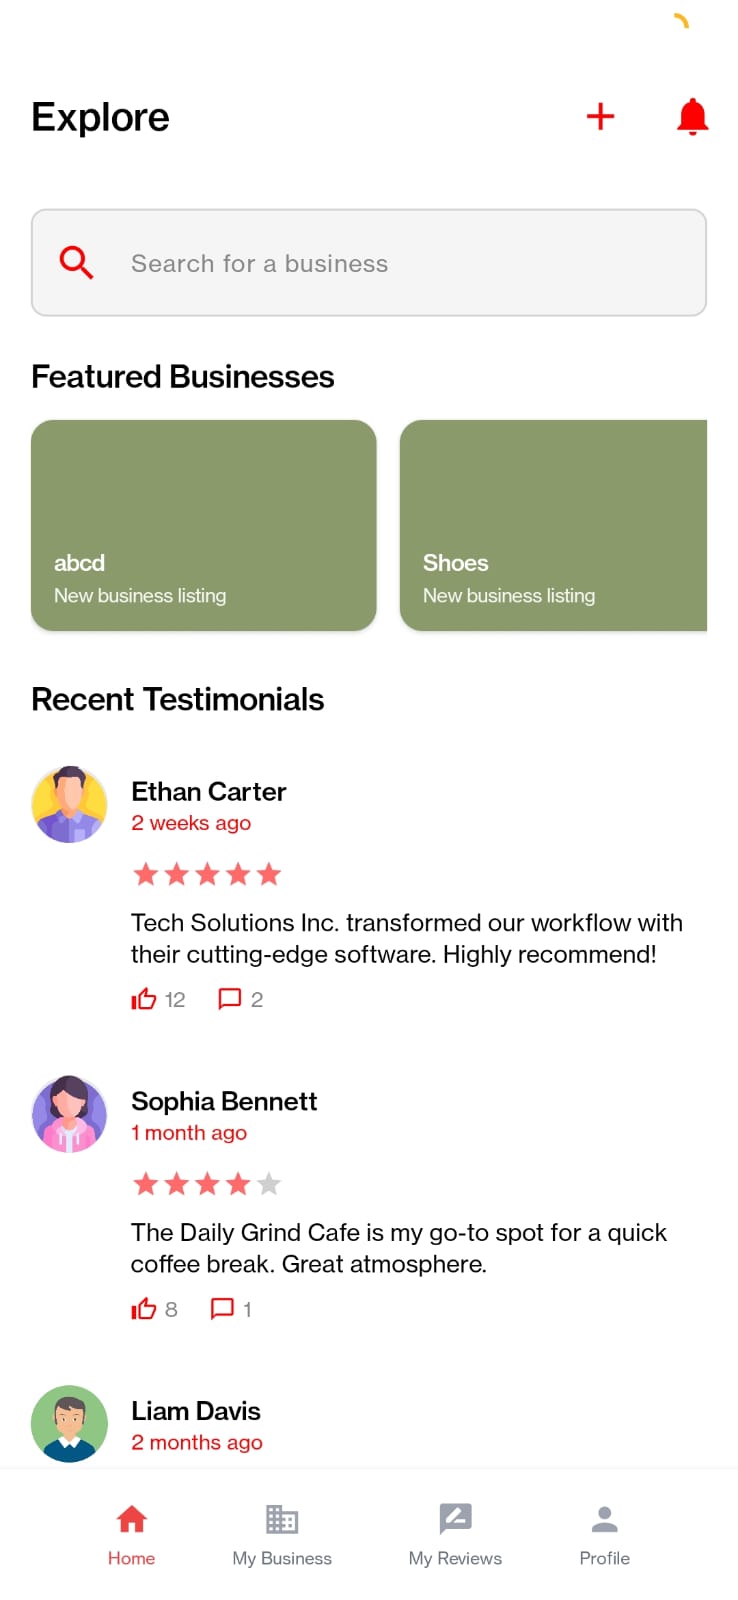 Explore
Search for a business
Featured Businesses
abcd
New business listing
Shoes
New business listing
Recent Testimonials
Ethan Carter
2 weeks ago
Tech Solutions Inc. transformed our workflow with
their cutting-edge software. Highly recommend!
12 2
Sophia Bennett
1 month ago
The Daily Grind Cafe is my go-to spot for a quick
coffee break. Great atmosphere.
8 1
Liam Davis
2 months ago
Home My Business My Reviews Profile